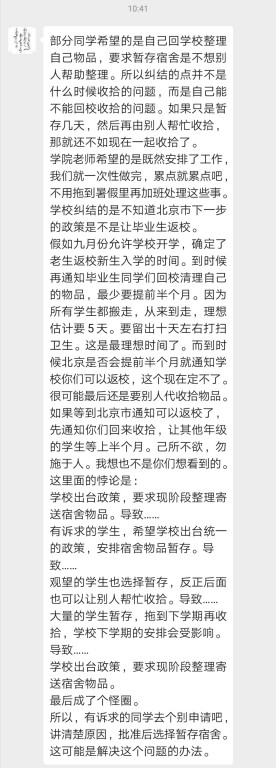 10:41
部分同学希望的是自己回学校整理
自己物品，要求暂存宿舍是不想别
人帮助整理。所以纠结的点并不是
什么时候收拾的问题，而是自己能
不能回校收拾的问题。如果只是暂
存几天，然后再由别人帮忙收拾，
那就还不如现在一起收拾了。
学院老师希望的是既然安排了工作，
我们就一次性做完，累点就累点吧，
不用拖到暑假里再加班处理这些事。
学校纠结的是不知道北京市下一步
的政策是不是让毕业生返校。
假如九月份允许学校开学，确定了
老生返校新生入学的时间。到时候
再通知毕业生同学们回校清理自己
的物品，最少要提前半个月。因为
所有学生都搬走，从来到走，理想
估计要5天。要留出十天左右打扫
卫生。这是最理想时间了。而到时
候北京是否会提前半个月就通知学
校你们可以返校，这个现在定不了。
很可能最后还是要别人代收拾物品。
如果等到北京市通知可以返校了，
先通知你们回来收拾，让其他年级
的学生等上半个月。己所不欲，勿
施于人。我想也不是你们想看到的。
这里面的悖论是：
学校出台政策，要求现阶段整理寄
送宿舍物品。导致……
有诉求的学生，希望学校出台统一
的政策，安排宿舍物品暂存。导
致……
观望的学生也选择暂存，反正后面
也可以让别人帮忙收拾。导致……
大量的学生暂存，拖到下学期再收
拾，学校下学期的安排会受影响。
导致……
学校出台政策，要求现阶段整理寄
送宿舍物品。
最后成了个怪圈。
所以，有诉求的同学去个别申请吧，
讲清楚原因，批准后选择暂存宿舍。
这可能是解决这个问题的办法。